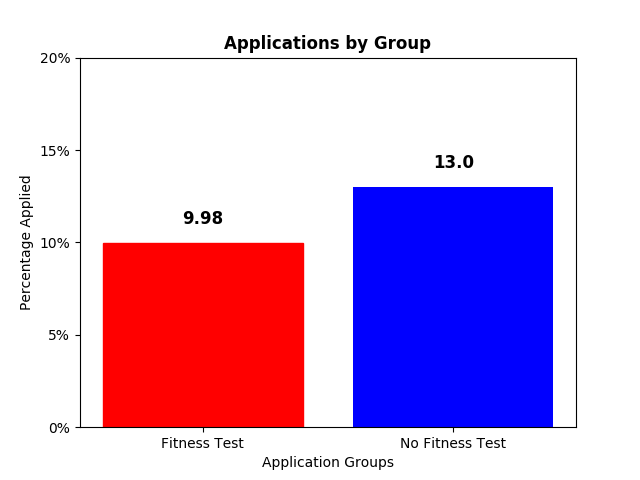 Applications by Group
20%
15%
10%
5%
0%
Percentage Applied
9.98
13.0
Fitness Test
No Fitness Test
Application Groups